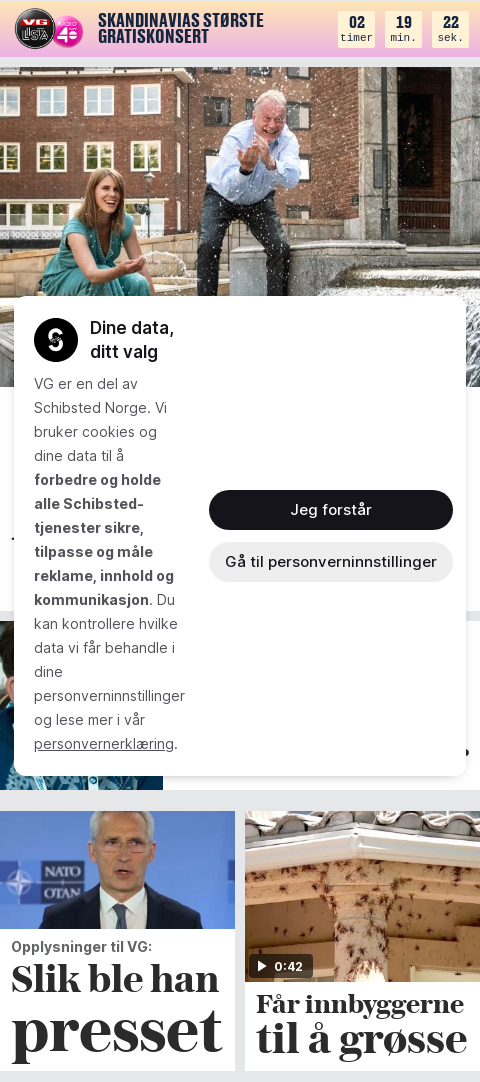 VG
LISTA
RADIO
45
SKANDINAVIAS STØRSTE
GRATISKONSERT
02
timer
19
min.
22
sek.
Dine data,
ditt valg
VG er en del av
Schibsted Norge. Vi
bruker cookies og
dine data til å
forbedre og holde
alle Schibsted-
tjenester sikre,
tilpasse og måle
reklame, innhold og
kommunikasjon. Du
kan kontrollere hvilke
data vi får behandle i
dine
personverninnstillinger
og lese mer i vår
personvernerklæring.
Jeg forstår
Gå til personverninnstillinger
NATO
OTAN
Opplysninger til VG:
Slik ble han
presset
0:42
Får innbyggerne
til å grøsse